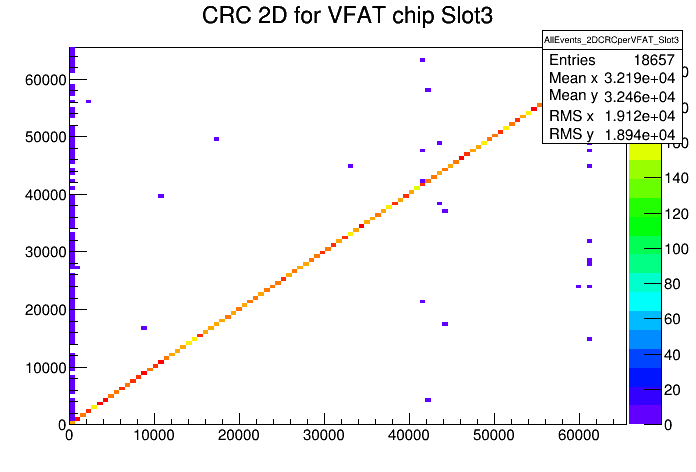 CRC 2D for VFAT chip Slot3
AllEvents_2DCRCperVFAT_Slot3
Entries 18657
Mean x 3.219e+04
Mean y 3.246e+04
RMS x 1.912e+04
RMS y 1.894e+04
60000
50000
40000
30000
20000
10000
0
0 10000 20000 30000 40000 50000 60000
0
160
140
120
100
80
60
40
20
0